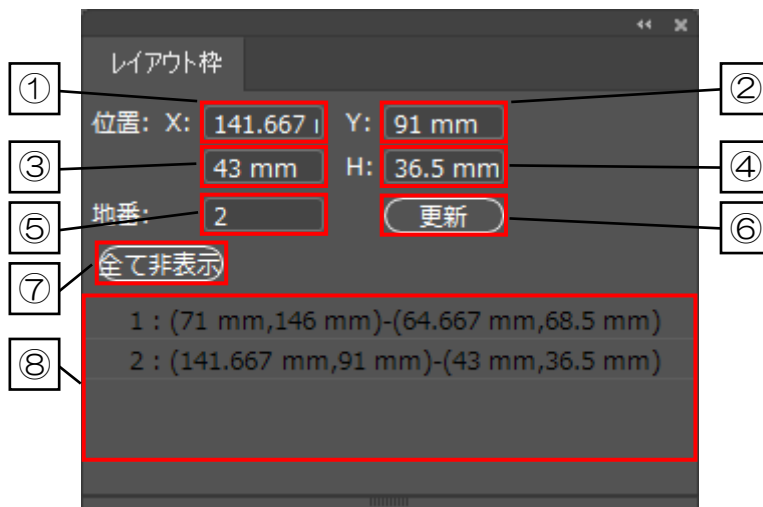 レイアウト枠
① 位置: X: 141.667 Y: 91 mm ②
③ 43 mm H: 36.5 mm ④
⑤ 地番: 2 更新 ⑥
⑦ 全て非表示
1 : (71 mm,146 mm)-(64.667 mm,68.5 mm)
⑧ 2 : (141.667 mm,91 mm)-(43 mm,36.5 mm)